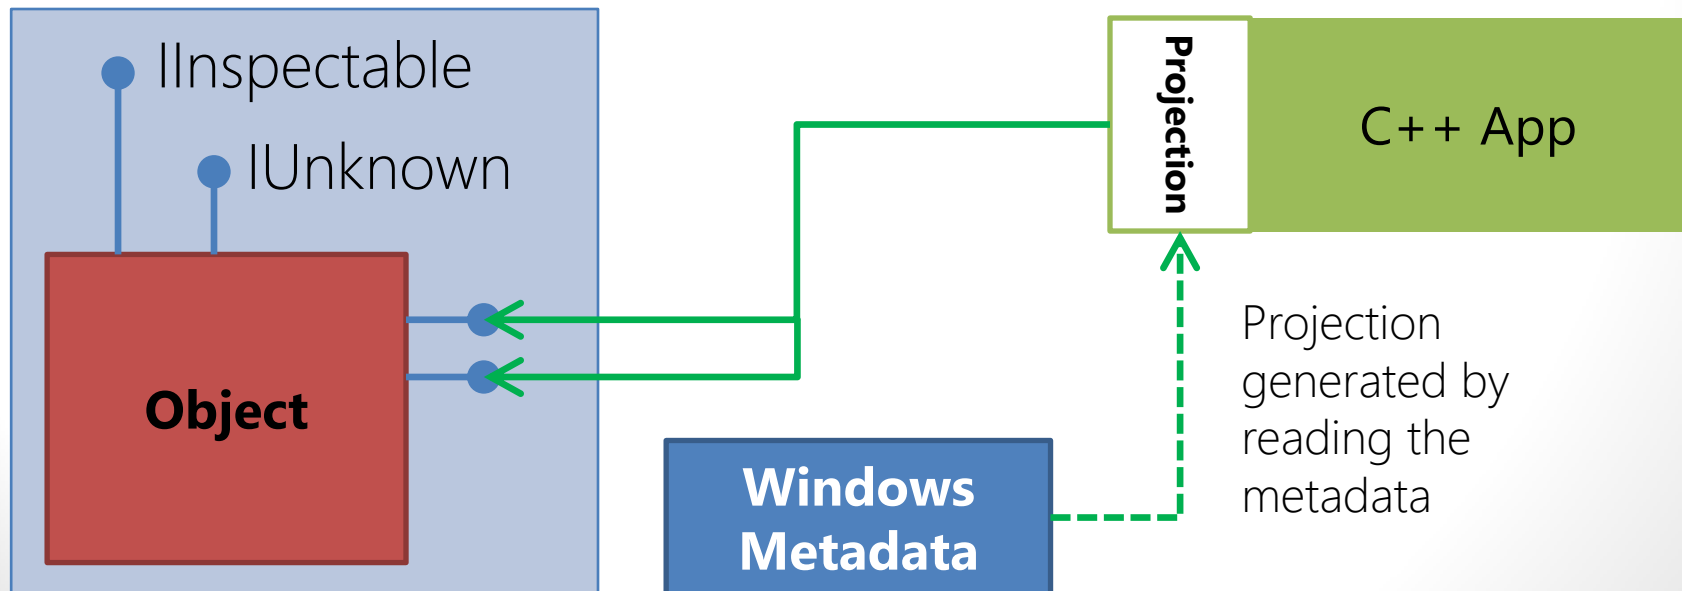 IInspectable
IUnknown
Object
Projection
C++ App
Windows
Metadata
Projection
generated by
reading the
metadata